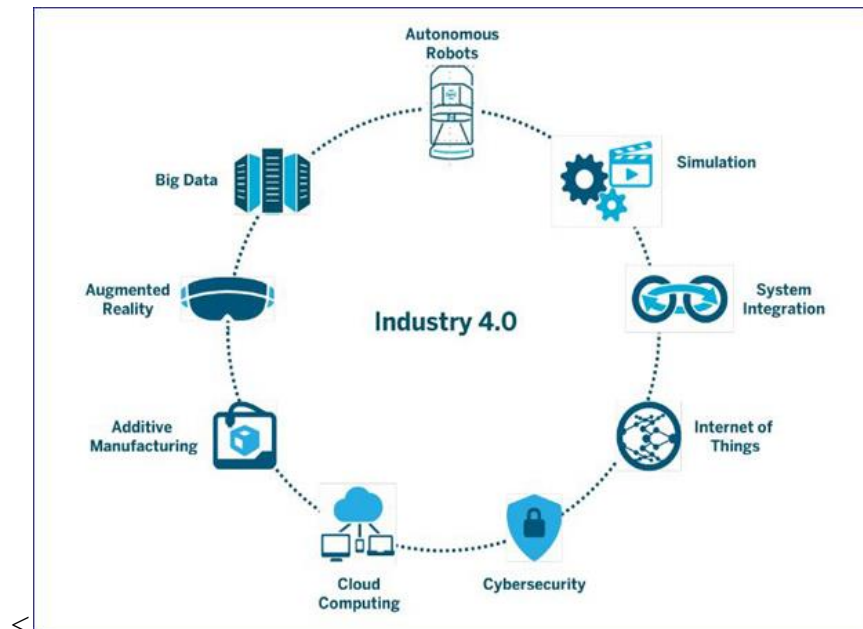 Autonomous
Robots
Simulation
Big Data
System
Integration
Augmented
Reality
Industry 4.0
Internet of
Things
Additive
Manufacturing
Cybersecurity
Cloud
Computing
<